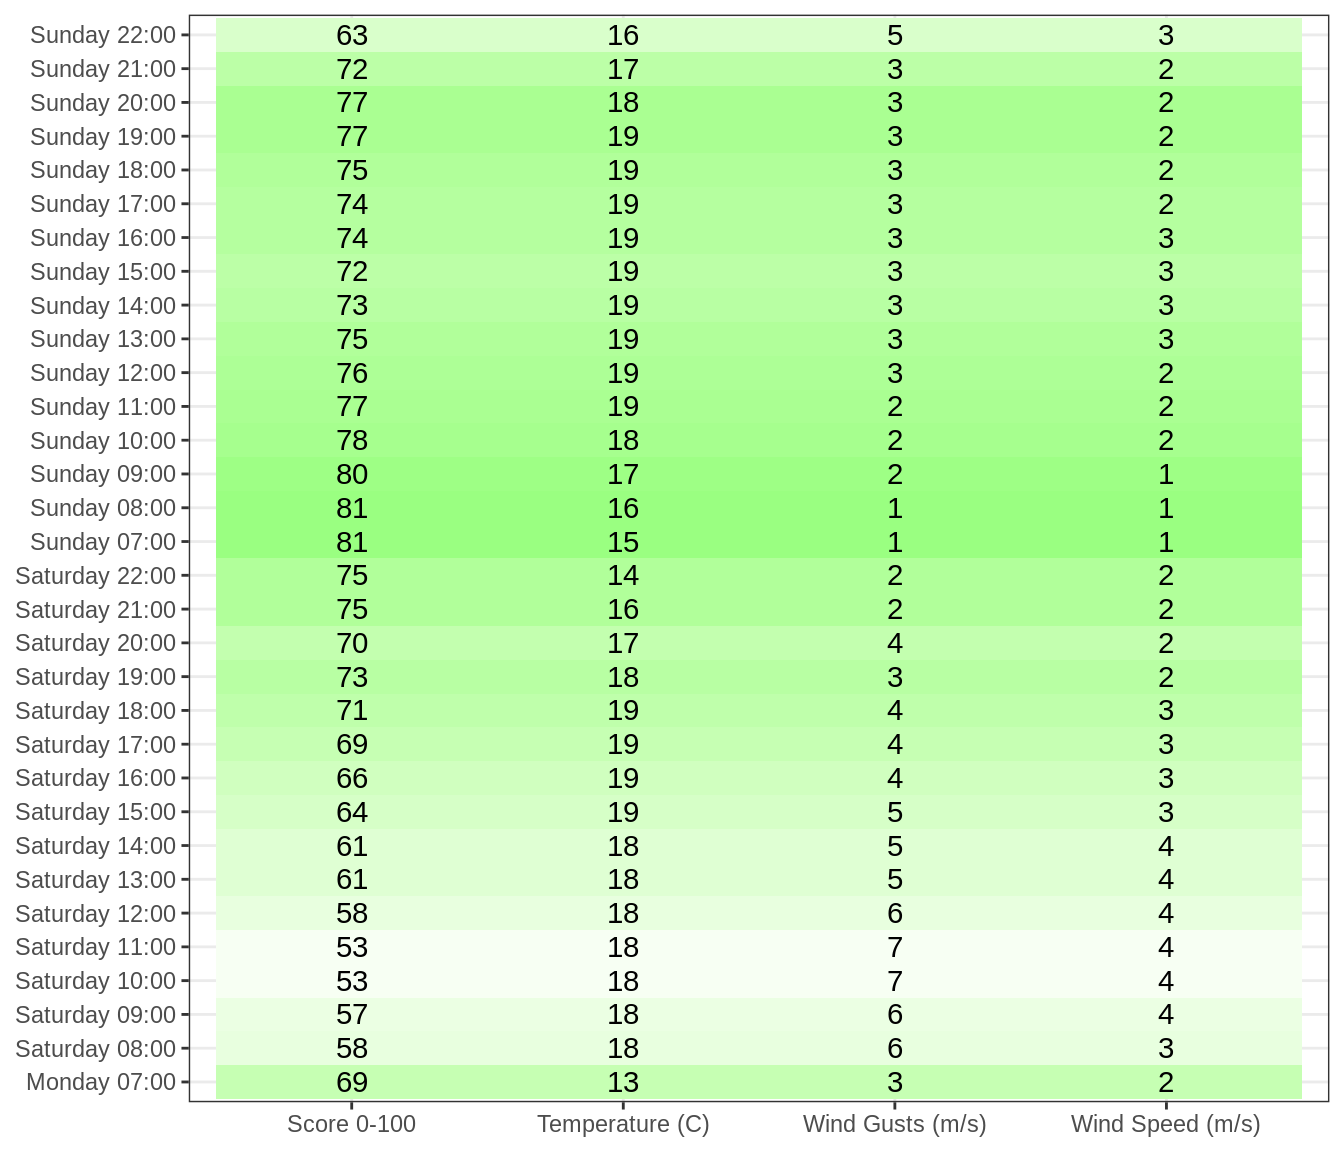 Sunday 22:00 63 16 5 3
Sunday 21:00 72 17 3 2
Sunday 20:00 77 18 3 2
Sunday 19:00 77 19 3 2
Sunday 18:00 75 19 3 2
Sunday 17:00 74 19 3 2
Sunday 16:00 74 19 3 3
Sunday 15:00 72 19 3 3
Sunday 14:00 73 19 3 3
Sunday 13:00 75 19 3 3
Sunday 12:00 76 19 3 2
Sunday 11:00 77 19 2 2
Sunday 10:00 78 18 2 2
Sunday 09:00 80 17 2 1
Sunday 08:00 81 16 1 1
Sunday 07:00 81 15 1 1
Saturday 22:00 75 14 2 2
Saturday 21:00 75 16 2 2
Saturday 20:00 70 17 4 2
Saturday 19:00 73 18 3 2
Saturday 18:00 71 19 4 3
Saturday 17:00 69 19 4 3
Saturday 16:00 66 19 4 3
Saturday 15:00 64 19 5 3
Saturday 14:00 61 18 5 4
Saturday 13:00 61 18 5 4
Saturday 12:00 58 18 6 4
Saturday 11:00 53 18 7 4
Saturday 10:00 53 18 7 4
Saturday 09:00 57 18 6 4
Saturday 08:00 58 18 6 3
Monday 07:00 69 13 3 2
Score 0-100 Temperature (C) Wind Gusts (m/s) Wind Speed (m/s)